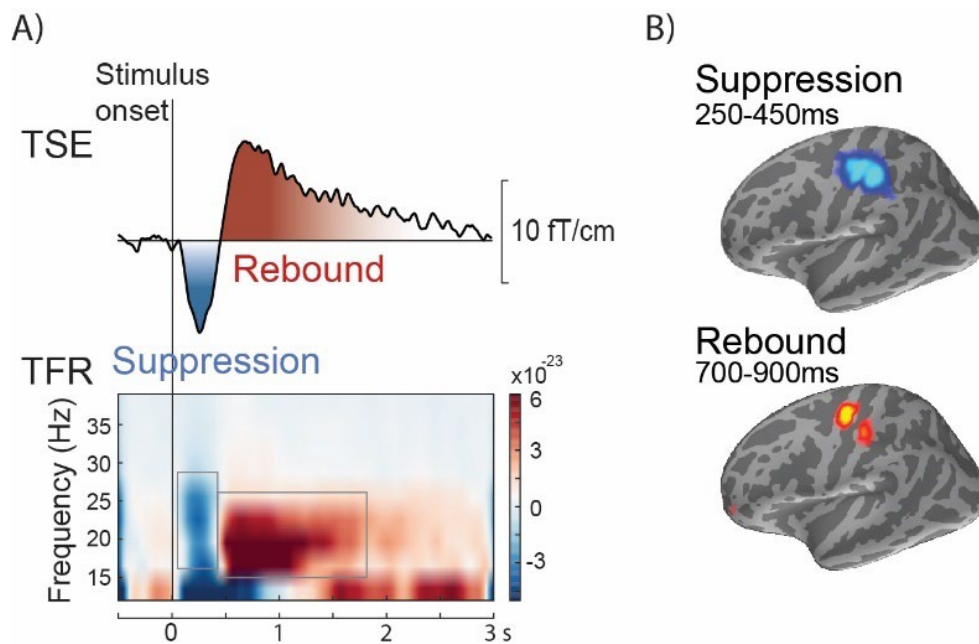 A)
Stimulus
onset
TSE
10 fT/cm
Rebound
Suppression
TFR
x10^-23
Frequency (Hz)
35
30
25
20
15
6
3
0
-3
0 1 2 3 s
B)
Suppression
250-450ms
Rebound
700-900ms